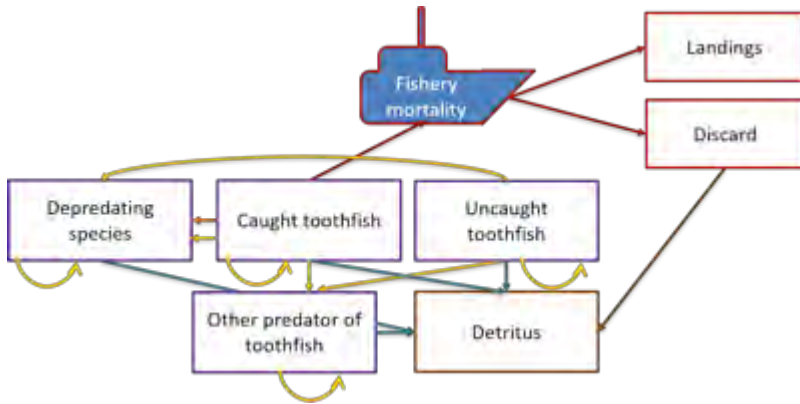 Landings
Fishery
mortality
Discard
Depredating
species
Caught toothfish
Uncaught
toothfish
Other predator of
toothfish
Detritus